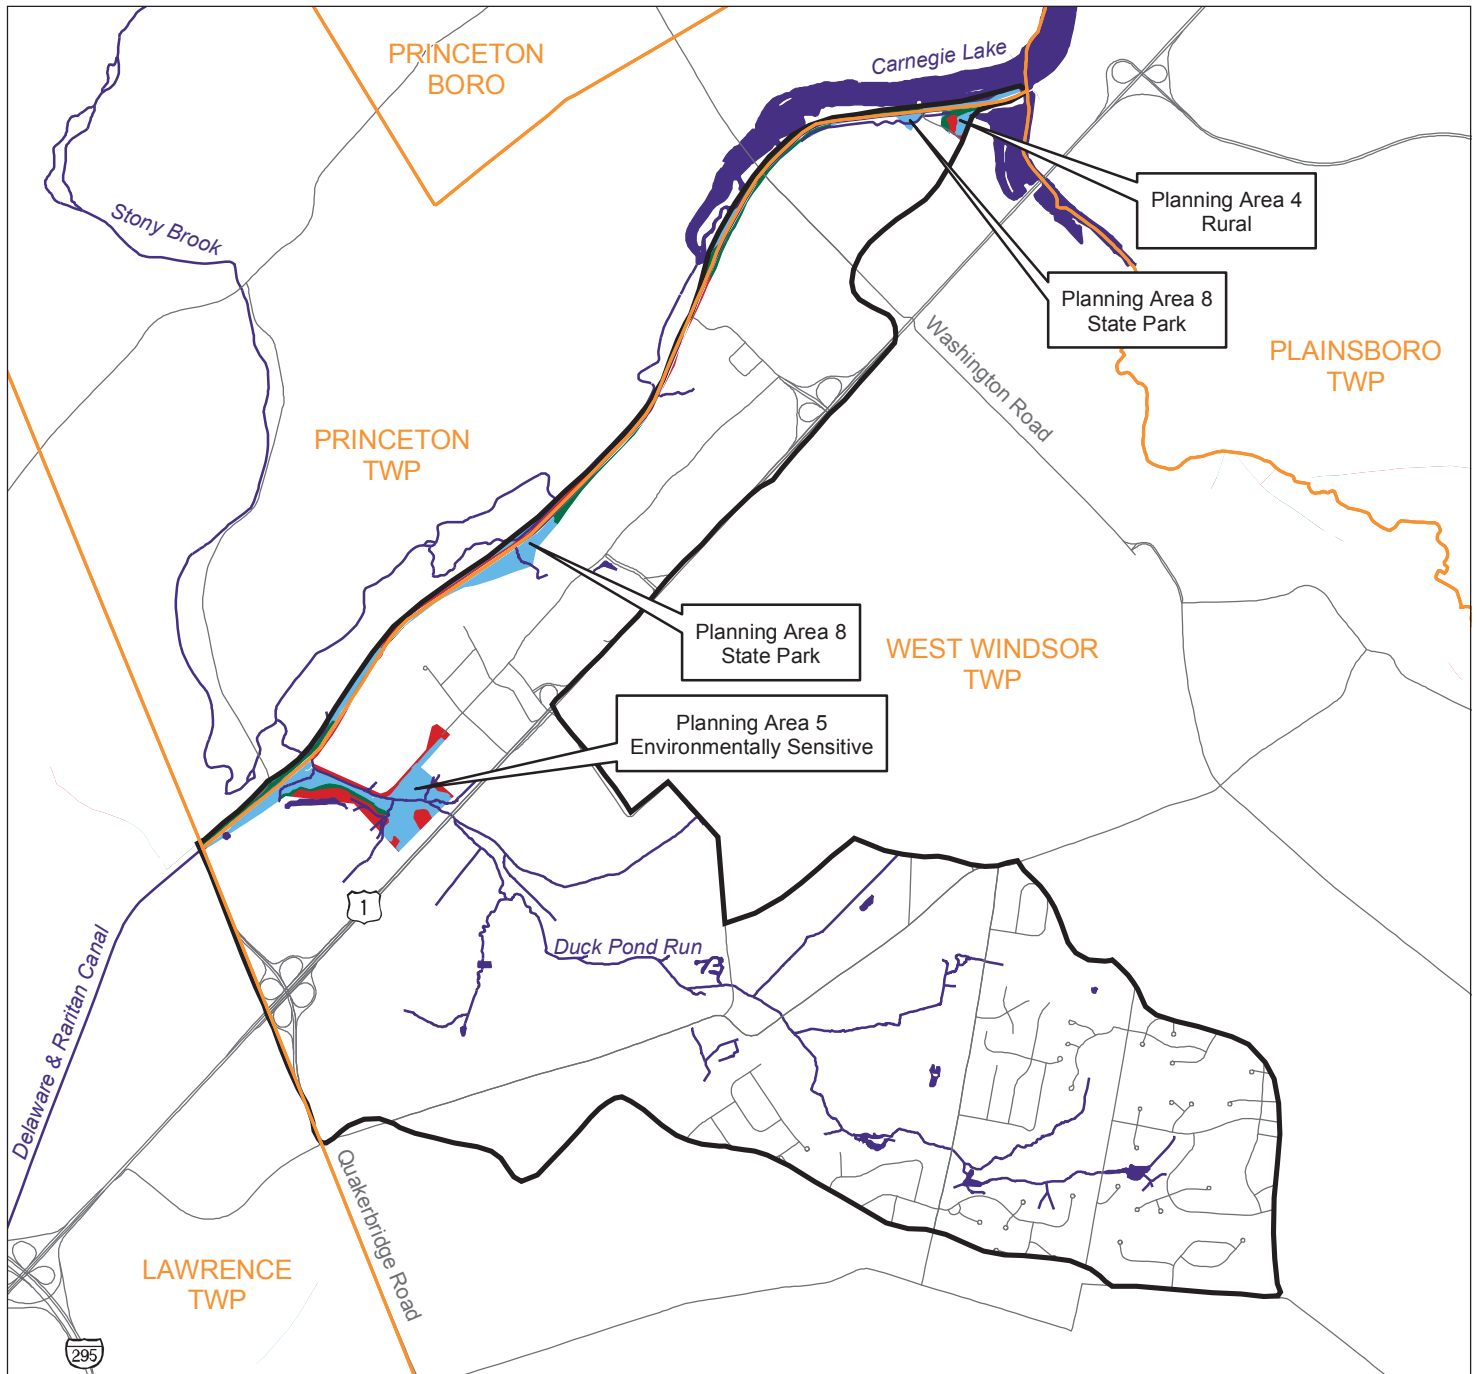 PRINCETON
BORO
Carnegie Lake
Planning Area 4
Rural
Stony Brook
Planning Area 8
State Park
Washington Road
PLAINSBORO
TWP
PRINCETON
TWP
Planning Area 8
State Park
WEST WINDSOR
TWP
Planning Area 5
Environmentally Sensitive
1
Duck Pond Run
Delaware & Raritan Canal
Quakerbridge Road
LAWRENCE
TWP
295